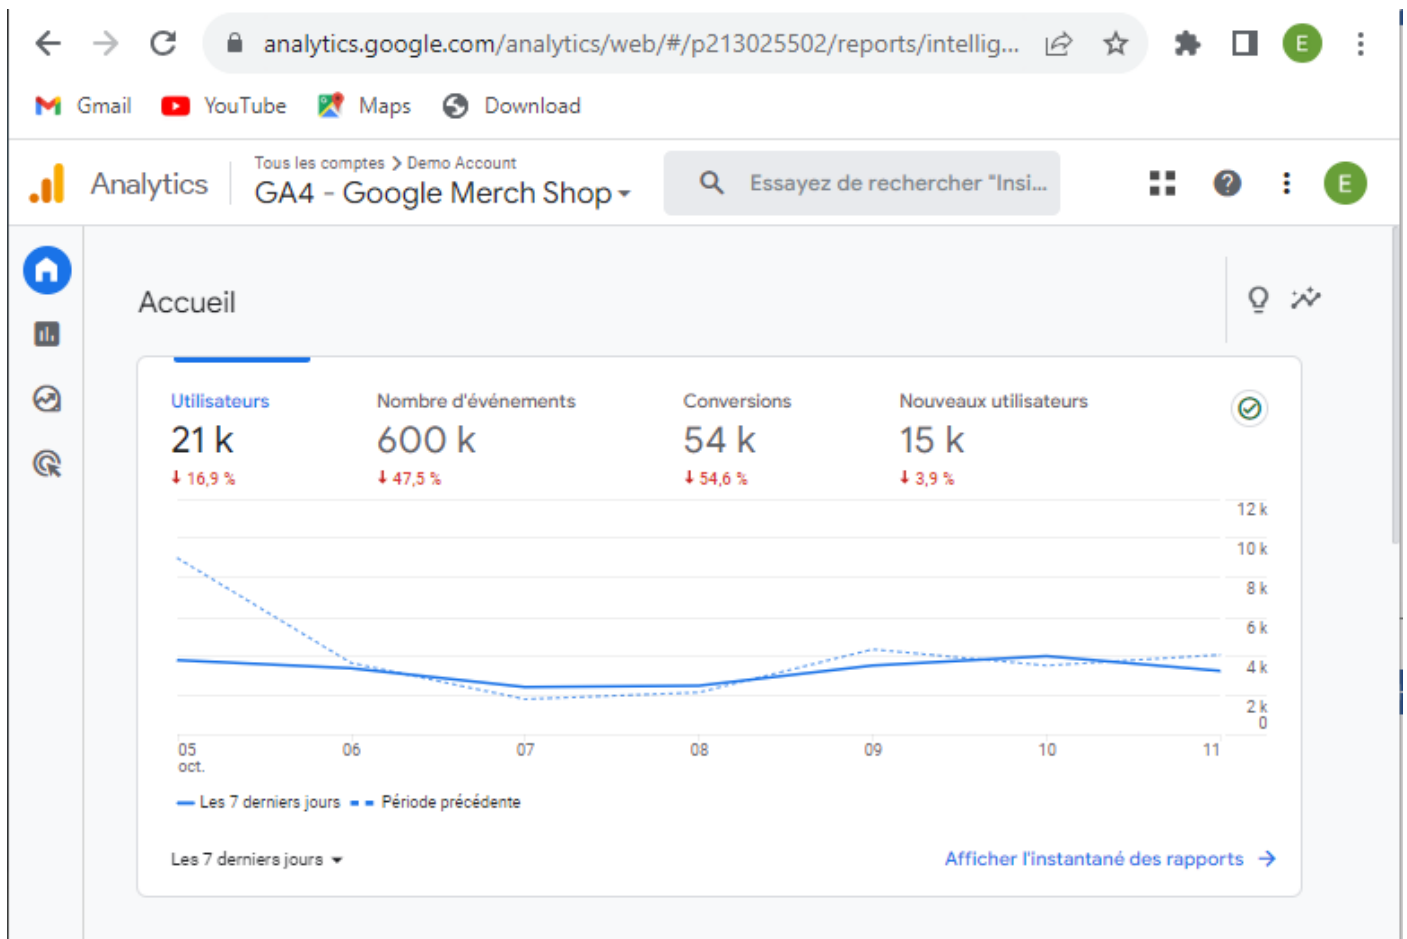 analytics.google.com/analytics/web/#/p213025502/reports/intellig...
E
Gmail YouTube Maps Download
Analytics
Tous les comptes > Demo Account
GA4 - Google Merch Shop
Essayez de rechercher "Insi...
E
Accueil
Utilisateurs Nombre d'événements Conversions Nouveaux utilisateurs
21 k 600 k 54 k 15 k
↓ 16,9 % ↓ 47,5 % ↓ 54,6 % ↓ 3,9 %
12 k
10 k
8 k
6 k
4 k
2 k
0
05 06 07 08 09 10 11
oct.
Les 7 derniers jours Période précédente
Les 7 derniers jours Afficher l'instantané des rapports →